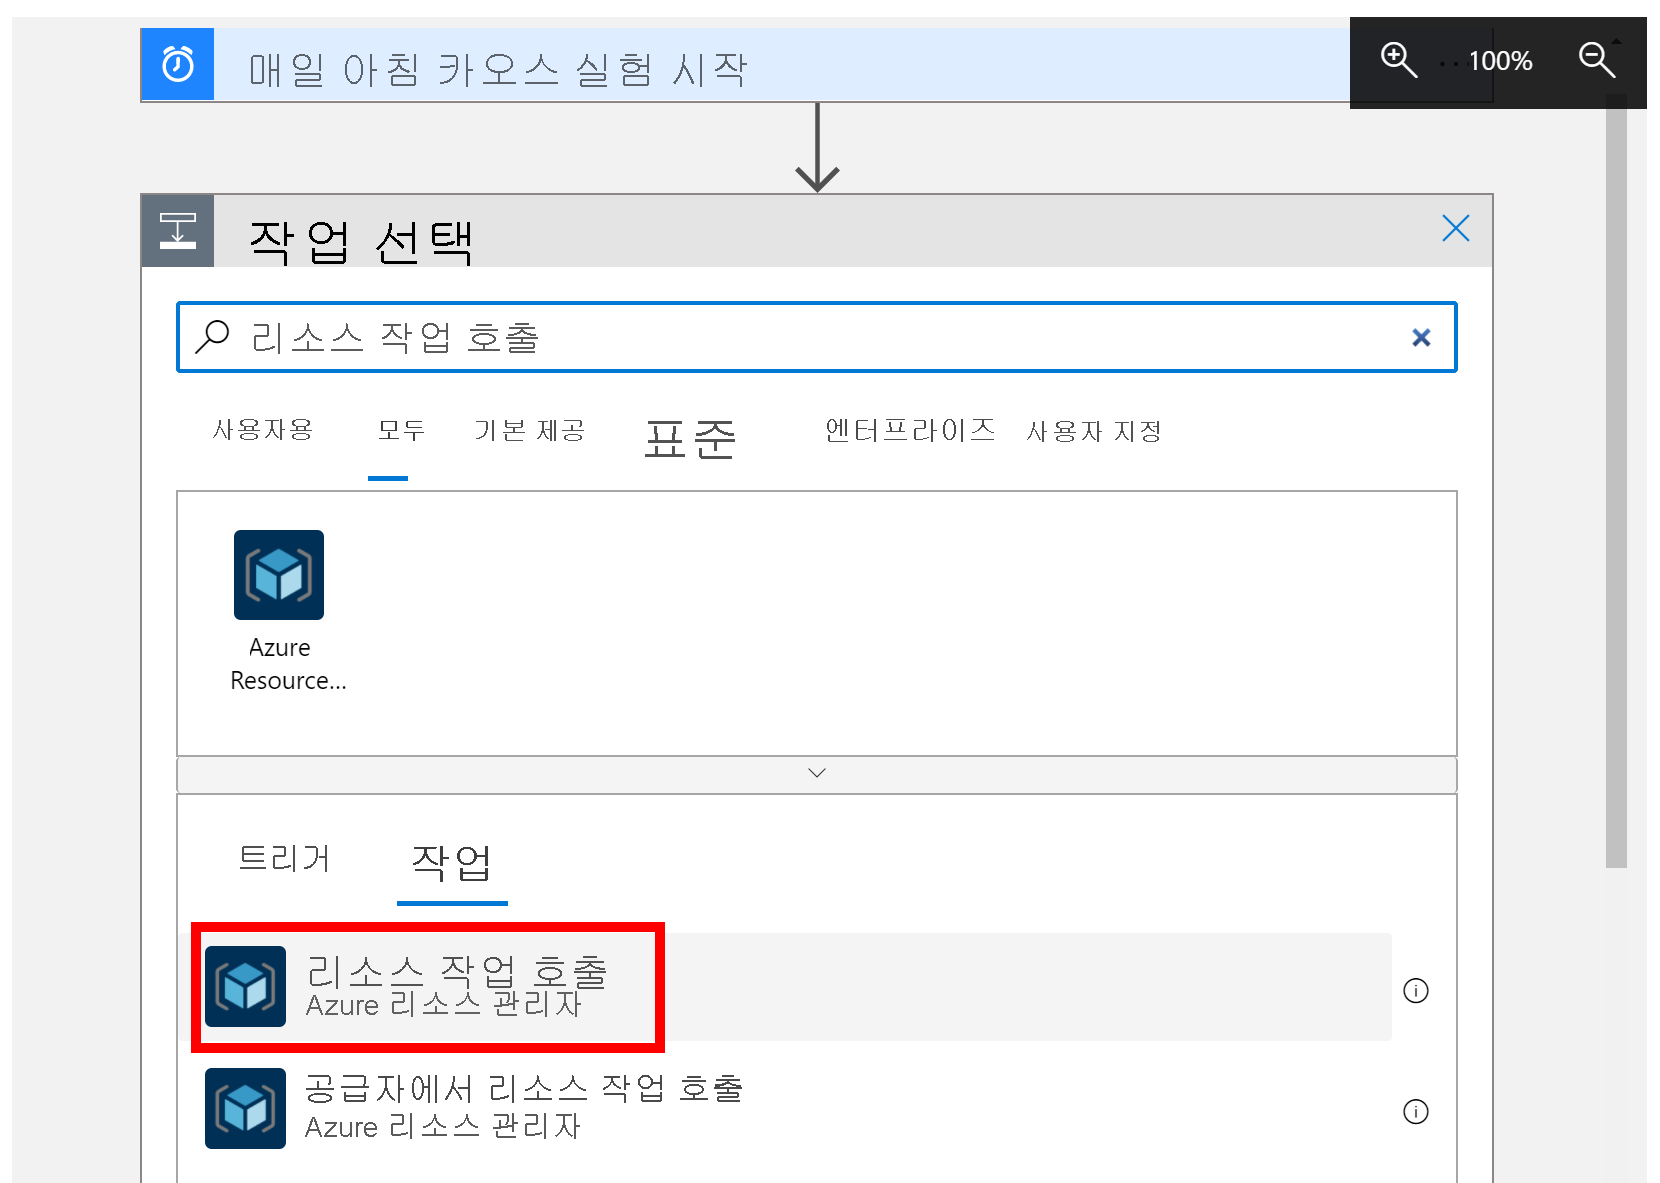 매일 아침 카오스 실험 시작
100%
작업 선택
리소스 작업 호출
사용자용 모두 기본 제공 표준 엔터프라이즈 사용자 지정
Azure
Resource...
트리거 작업
리소스 작업 호출
Azure 리소스 관리자
공급자에서 리소스 작업 호출
Azure 리소스 관리자